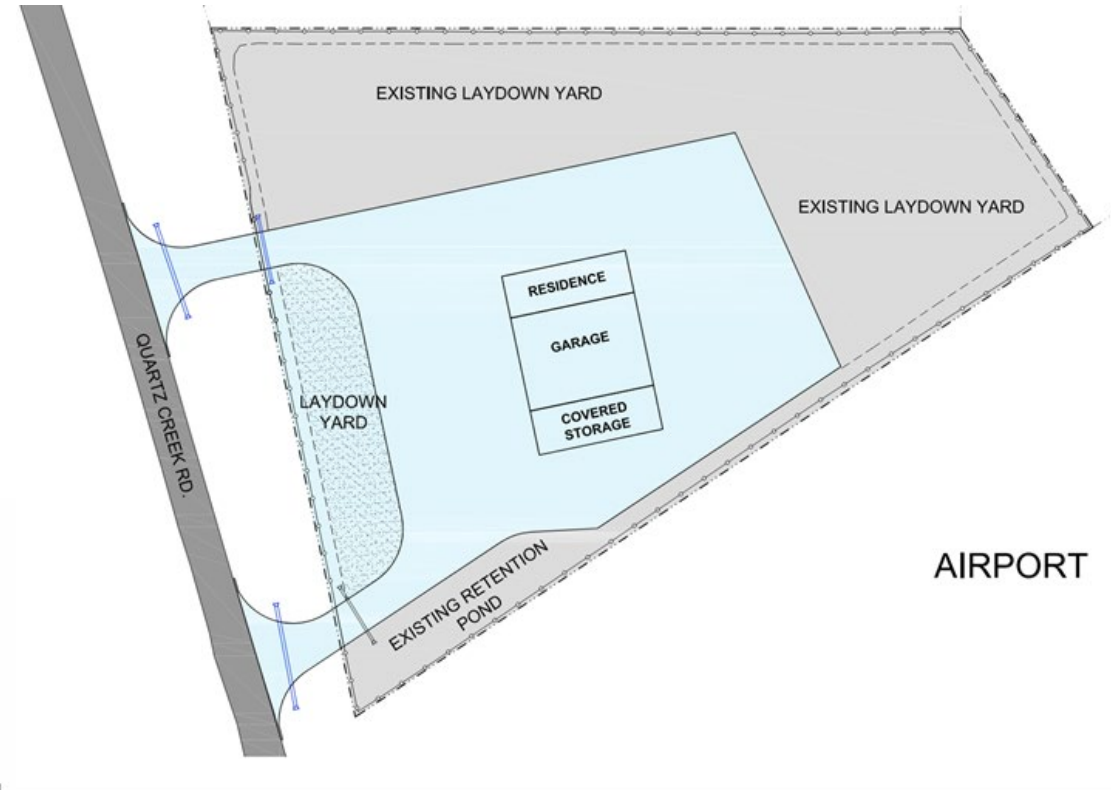 EXISTING LAYDOWN YARD
EXISTING LAYDOWN YARD
RESIDENCE
GARAGE
COVERED
STORAGE
LAYDOWN
YARD
QUARTZ CREEK RD.
EXISTING RETENTION
POND
AIRPORT